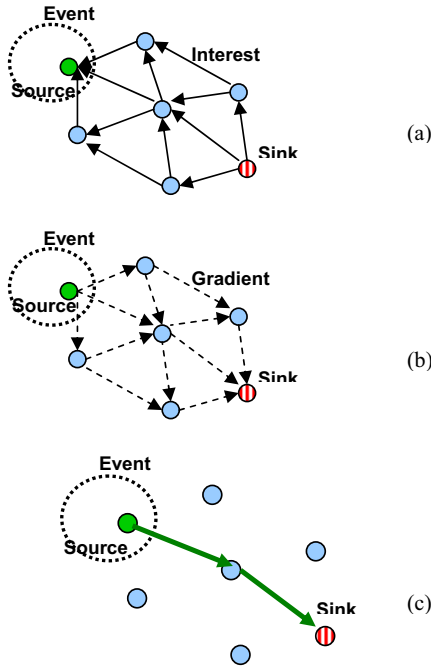 Event
Interest
Source
Sink
(a)
Event
Gradient
Source
Sink
(b)
Event
Source
Sink
(c)